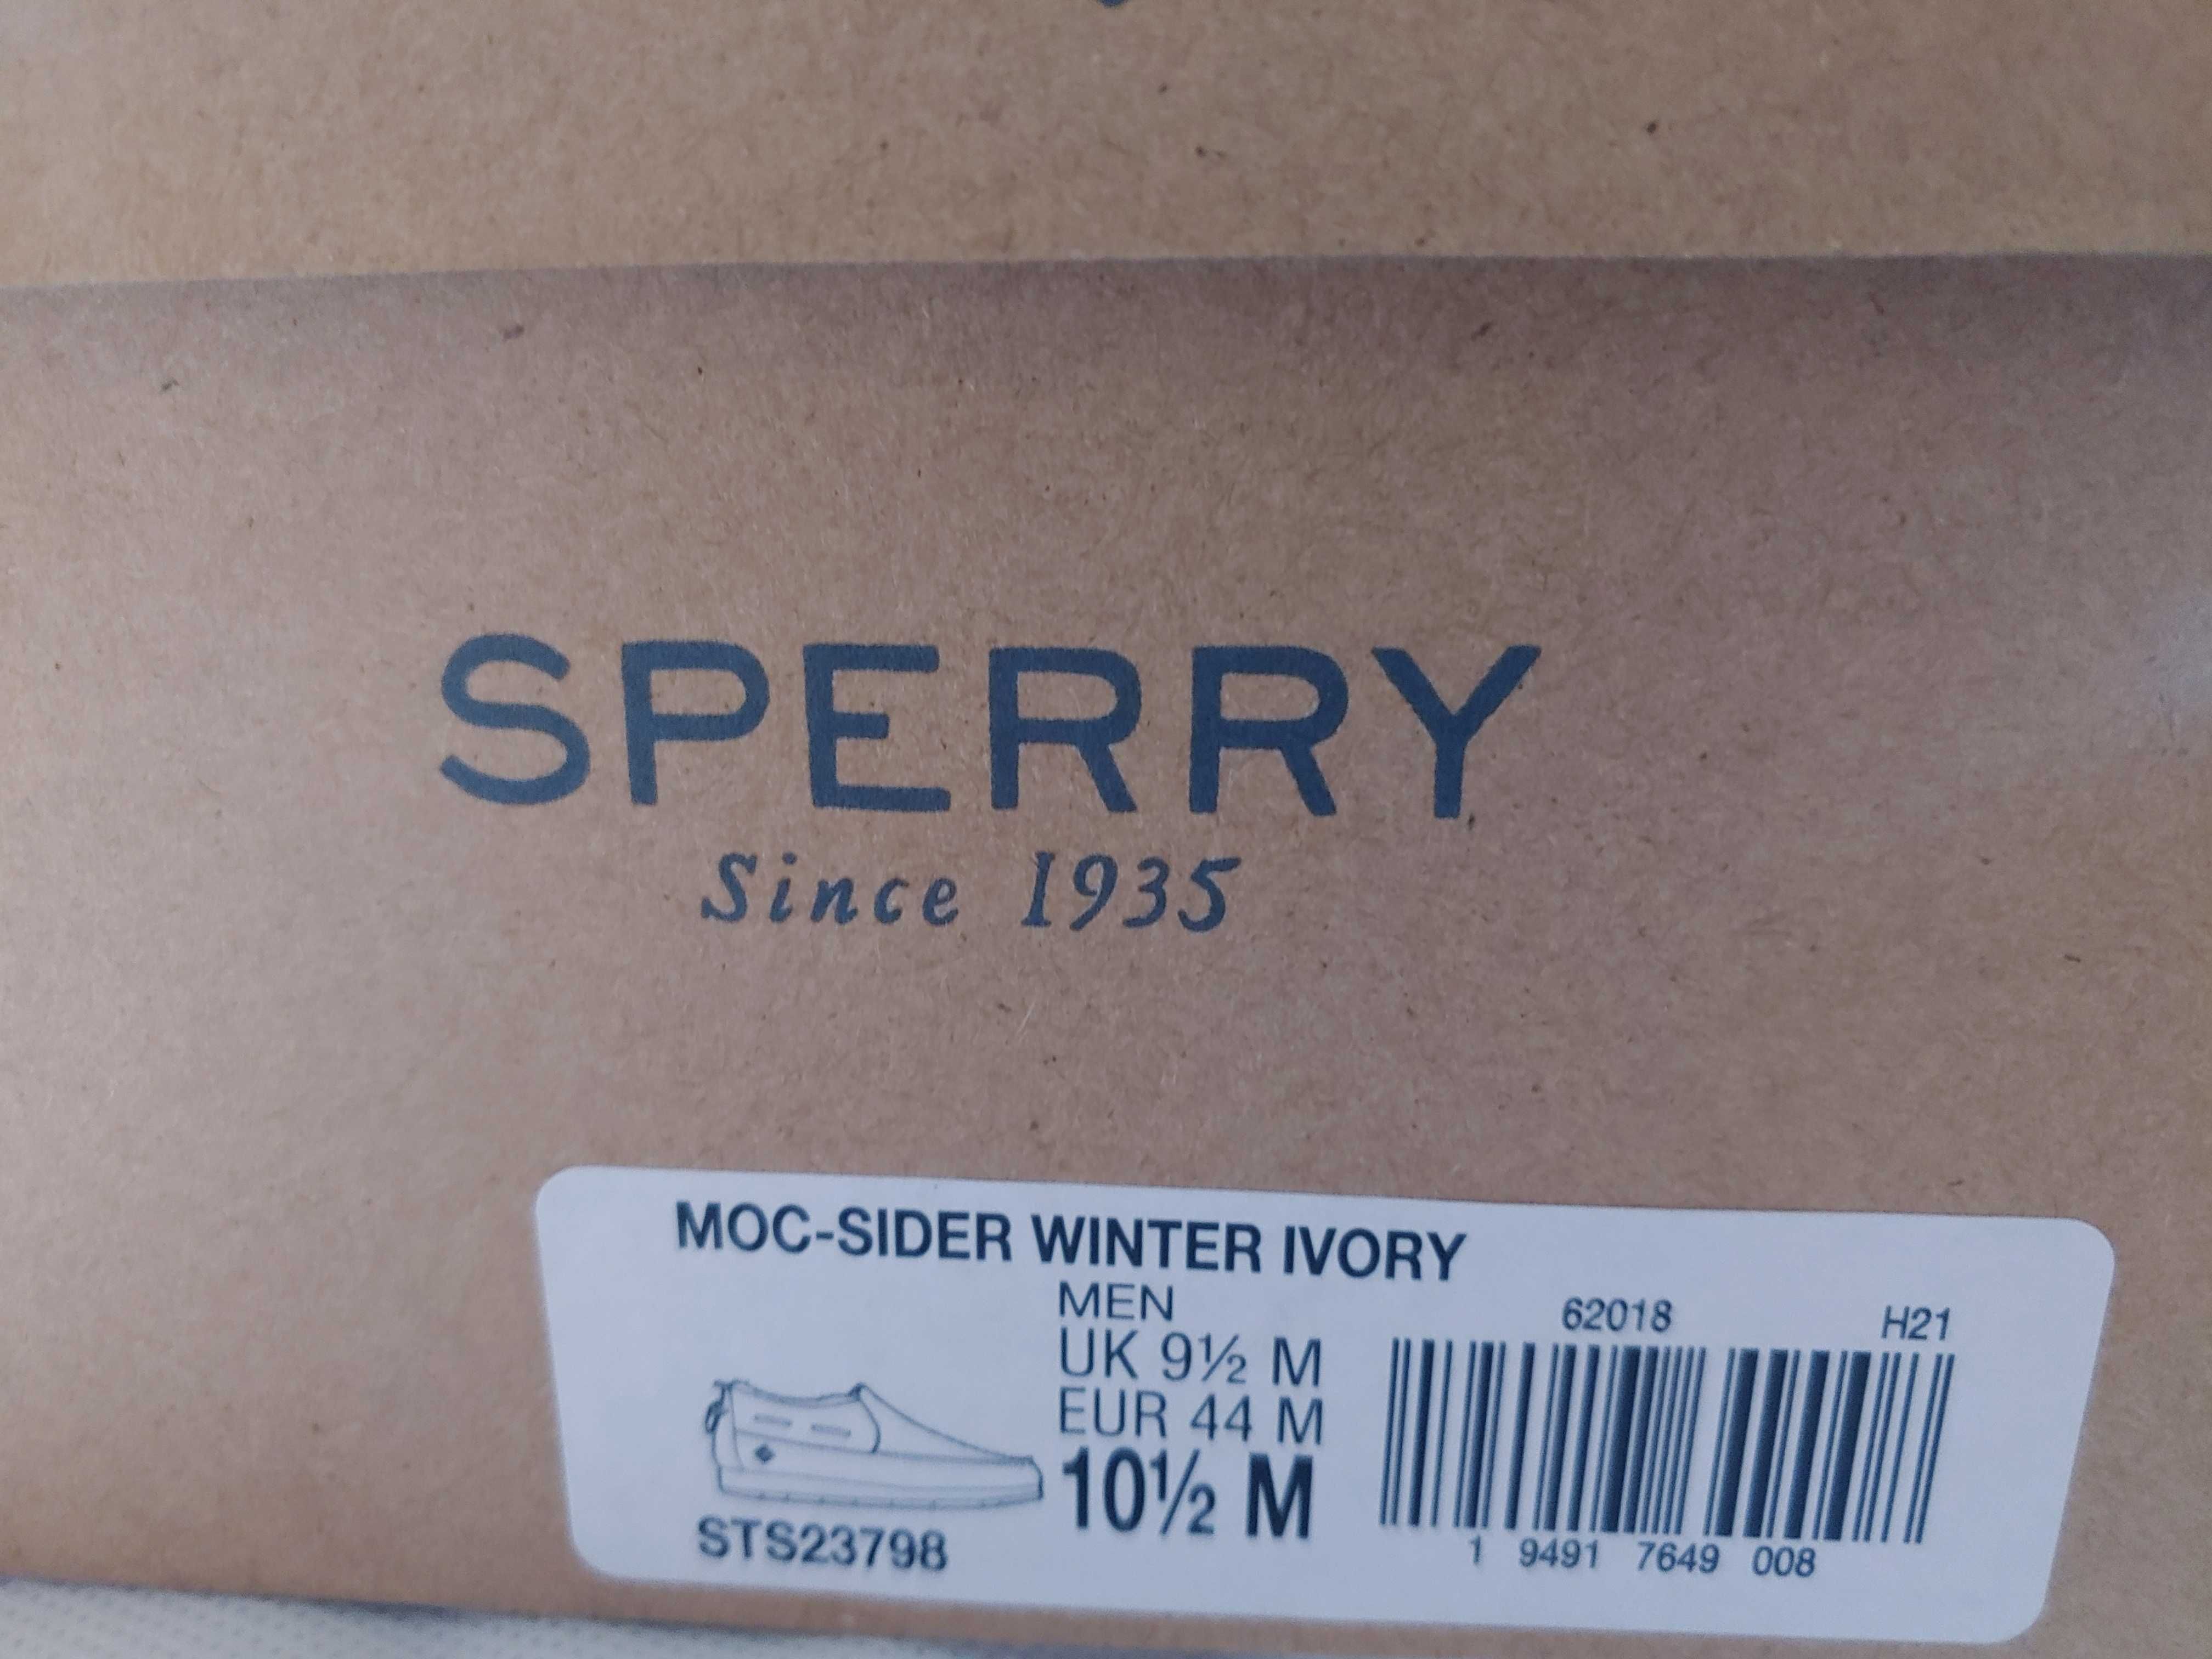 SPERRY
Since 1935
MOC-SIDER WINTER IVORY
MEN
UK 9½ M
EUR 44 M
10½ M
STS23798
62018 H21
1 9491 7649 008